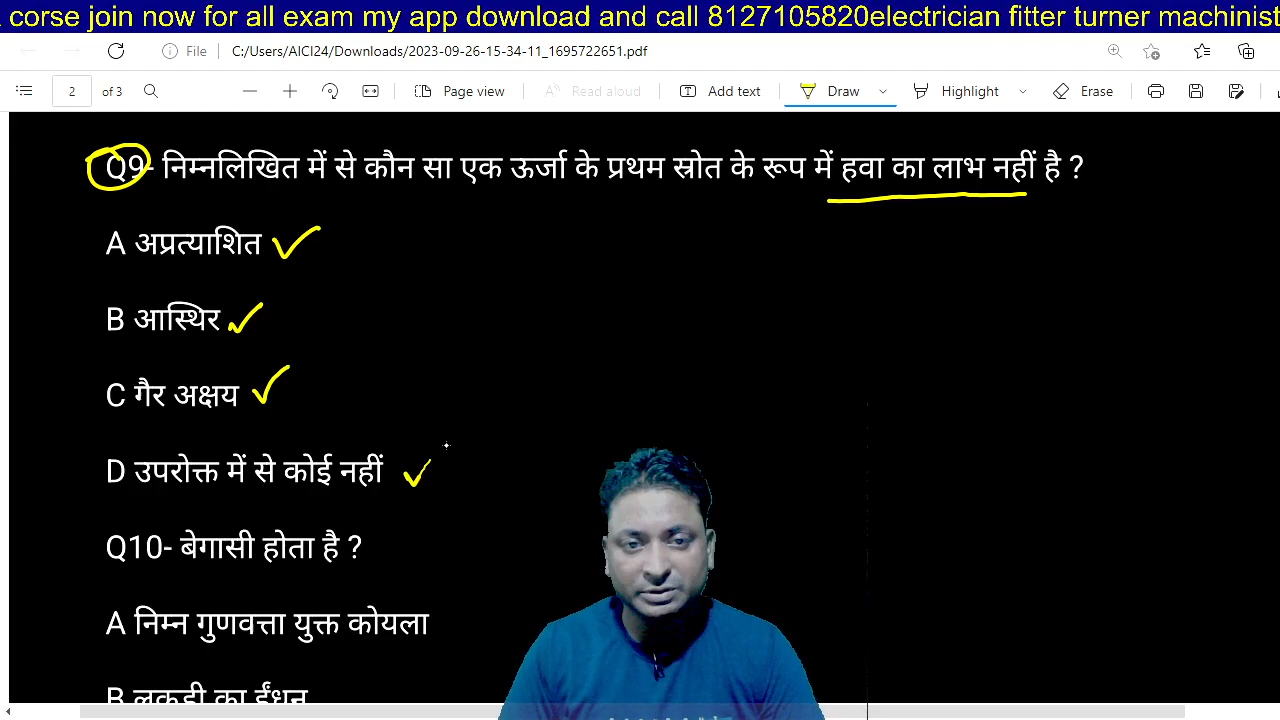 corse join now for all exam my app download and call 8127105820electrician fitter turner machinist
File C:/Users/AICI24/Downloads/2023-09-26-15-34-11_1695722651.pdf
2 of 3 Page view Read aloud Add text Draw Highlight Erase
Q9- निम्नलिखित में से कौन सा एक ऊर्जा के प्रथम स्रोत के रूप में हवा का लाभ नहीं है ?
A अप्रत्याशित
B आस्थिर
C गैर अक्षय
D उपरोक्त में से कोई नहीं
Q10- बेगासी होता है ?
A निम्न गुणवत्ता युक्त कोयला
B लकड़ी का ईंधन